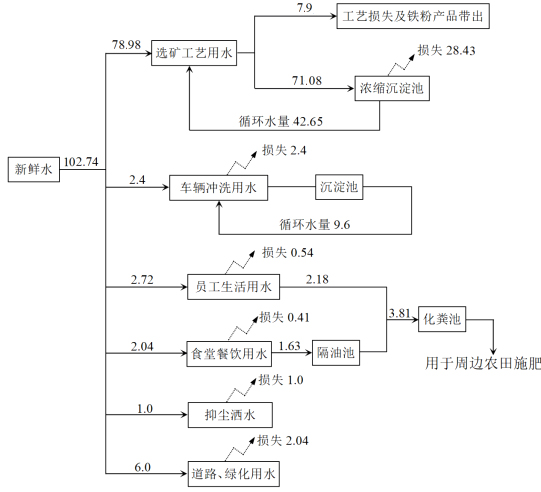 7.9
工艺损失及铁粉产品带出
78.98
选矿工艺用水
损失 28.43
71.08
浓缩沉淀池
循环水量 42.65
损失 2.4
新鲜水
102.74
2.4
车辆冲洗用水
沉淀池
循环水量 9.6
损失 0.54
2.72
员工生活用水
2.18
3.81
化粪池
损失 0.41
2.04
食堂餐饮用水
1.63
隔油池
用于周边农田施肥
损失 1.0
1.0
抑尘洒水
损失 2.04
6.0
道路、绿化用水